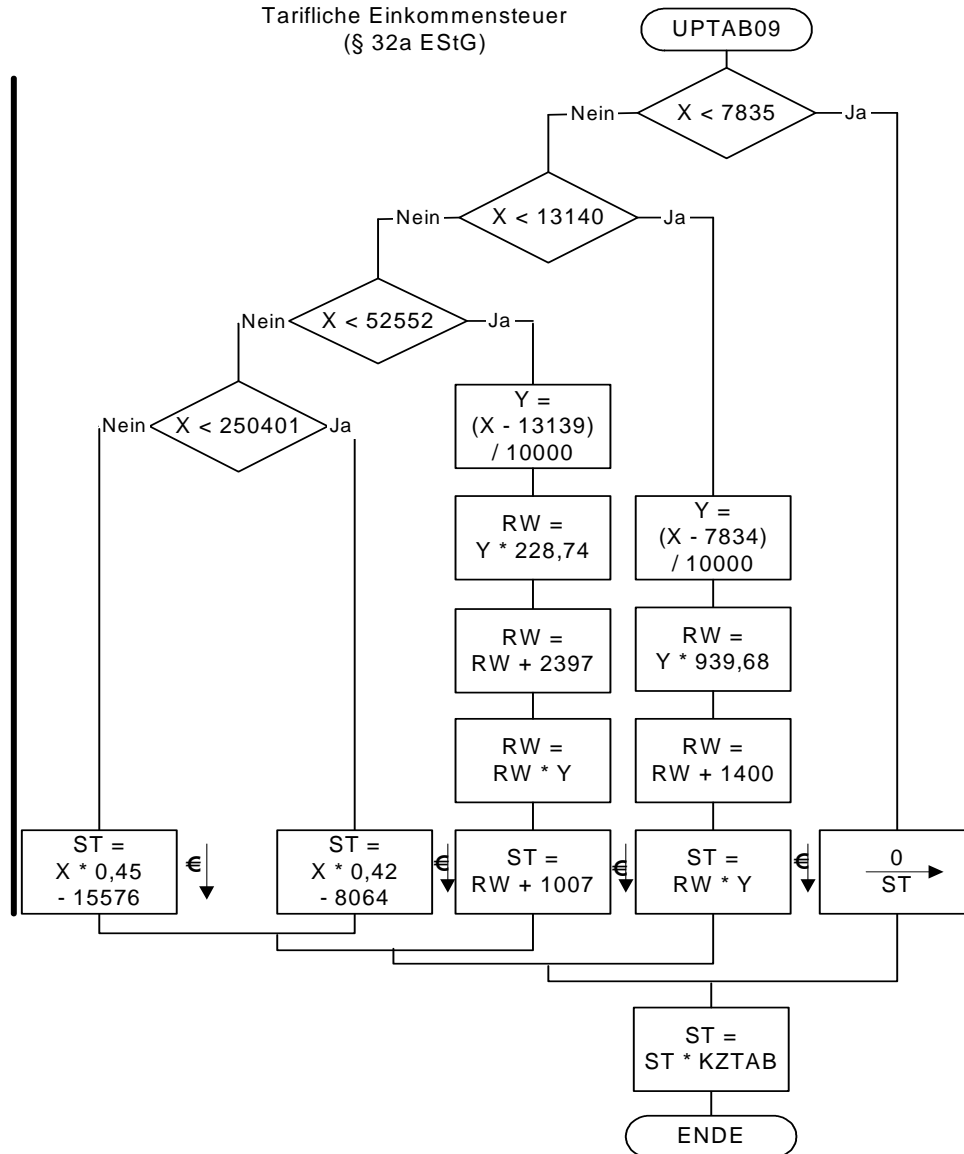 Tarifliche Einkommensteuer
(§ 32a EStG)
UPTAB09
X < 7835
Nein
Ja
X < 13140
Nein
Ja
X < 52552
Nein
Ja
X < 250401
Nein
Ja
Y =
(X - 13139)
/ 10000
RW =
Y * 228,74
RW =
RW + 2397
RW =
RW * Y
Y =
(X - 7834)
/ 10000
RW =
Y * 939,68
RW =
RW + 1400
ST =
X * 0,45
- 15576
€
ST =
X * 0,42
- 8064
€
ST =
RW + 1007
€
ST =
RW * Y
€
0
ST
ST =
ST * KZTAB
ENDE